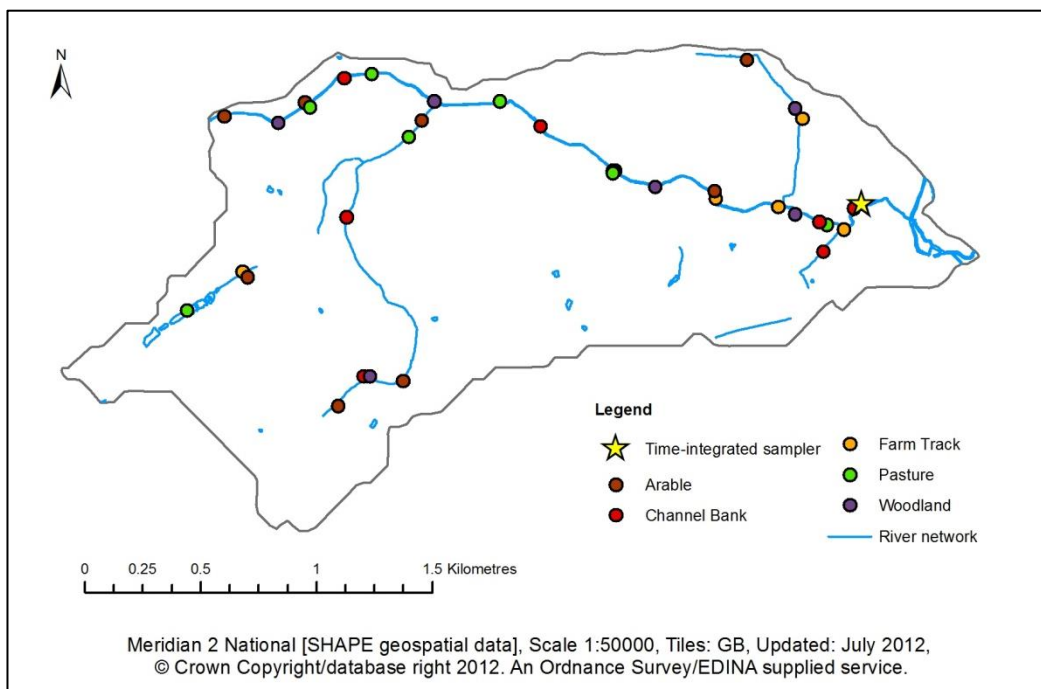 N
Legend
Time-integrated sampler
Arable
Channel Bank
Farm Track
Pasture
Woodland
River network
0 0.25 0.5 1 1.5 Kilometres
Meridian 2 National [SHAPE geospatial data], Scale 1:50000, Tiles: GB, Updated: July 2012,
© Crown Copyright/database right 2012. An Ordnance Survey/EDINA supplied service.